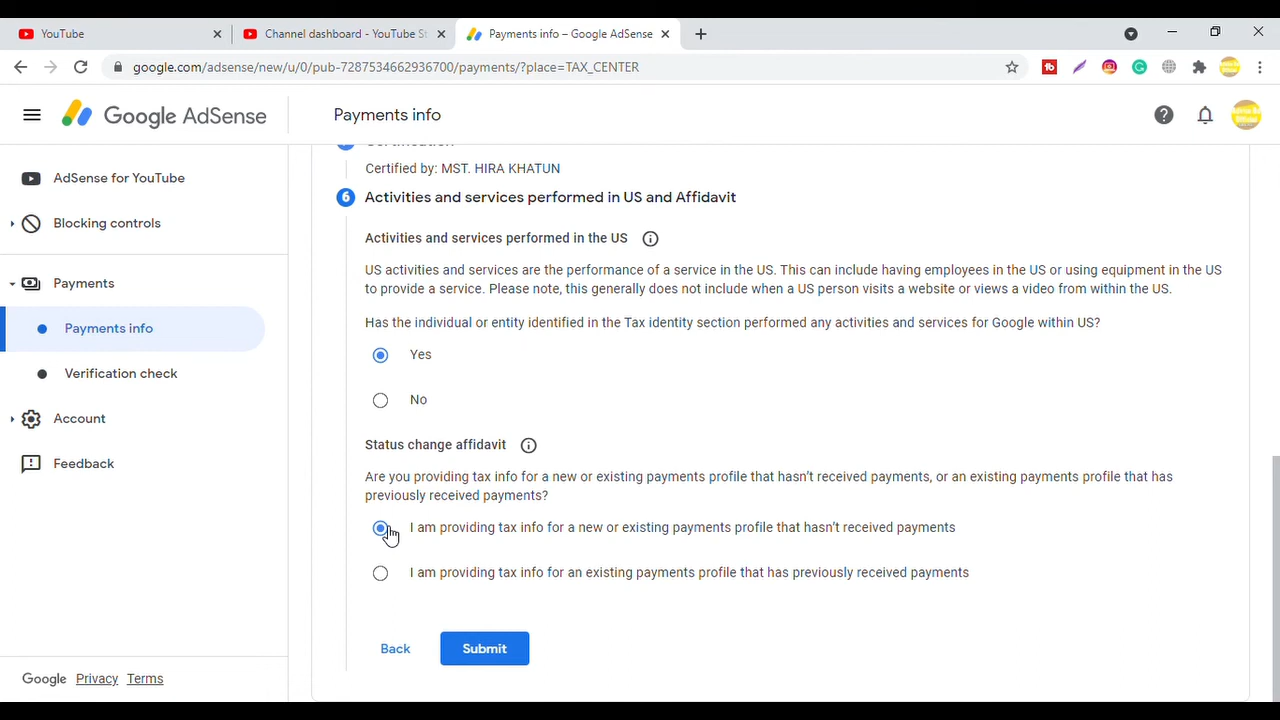 YouTube
Channel dashboard - YouTube St
Payments info – Google AdSense
google.com/adsense/new/u/0/pub-7287534662936700/payments/?place=TAX_CENTER
Google AdSense
Payments info
AdSense for YouTube
Blocking controls
Payments
Payments info
Verification check
Account
Feedback
Google Privacy Terms
Certification
Certified by: MST. HIRA KHATUN
6 Activities and services performed in US and Affidavit
Activities and services performed in the US
US activities and services are the performance of a service in the US. This can include having employees in the US or using equipment in the US
to provide a service. Please note, this generally does not include when a US person visits a website or views a video from within the US.
Has the individual or entity identified in the Tax identity section performed any activities and services for Google within US?
Yes
No
Status change affidavit
Are you providing tax info for a new or existing payments profile that hasn't received payments, or an existing payments profile that has
previously received payments?
I am providing tax info for a new or existing payments profile that hasn't received payments
I am providing tax info for an existing payments profile that has previously received payments
Back
Submit